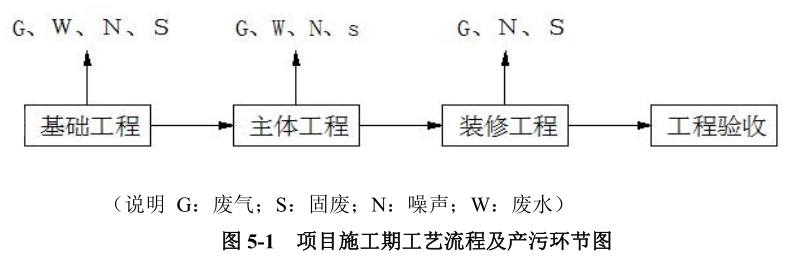 G、W、N、S G、W、N、s G、N、S
基础工程 主体工程 装修工程 工程验收
（说明 G：废气；S：固废；N：噪声；W：废水）
图 5-1 项目施工期工艺流程及产污环节图